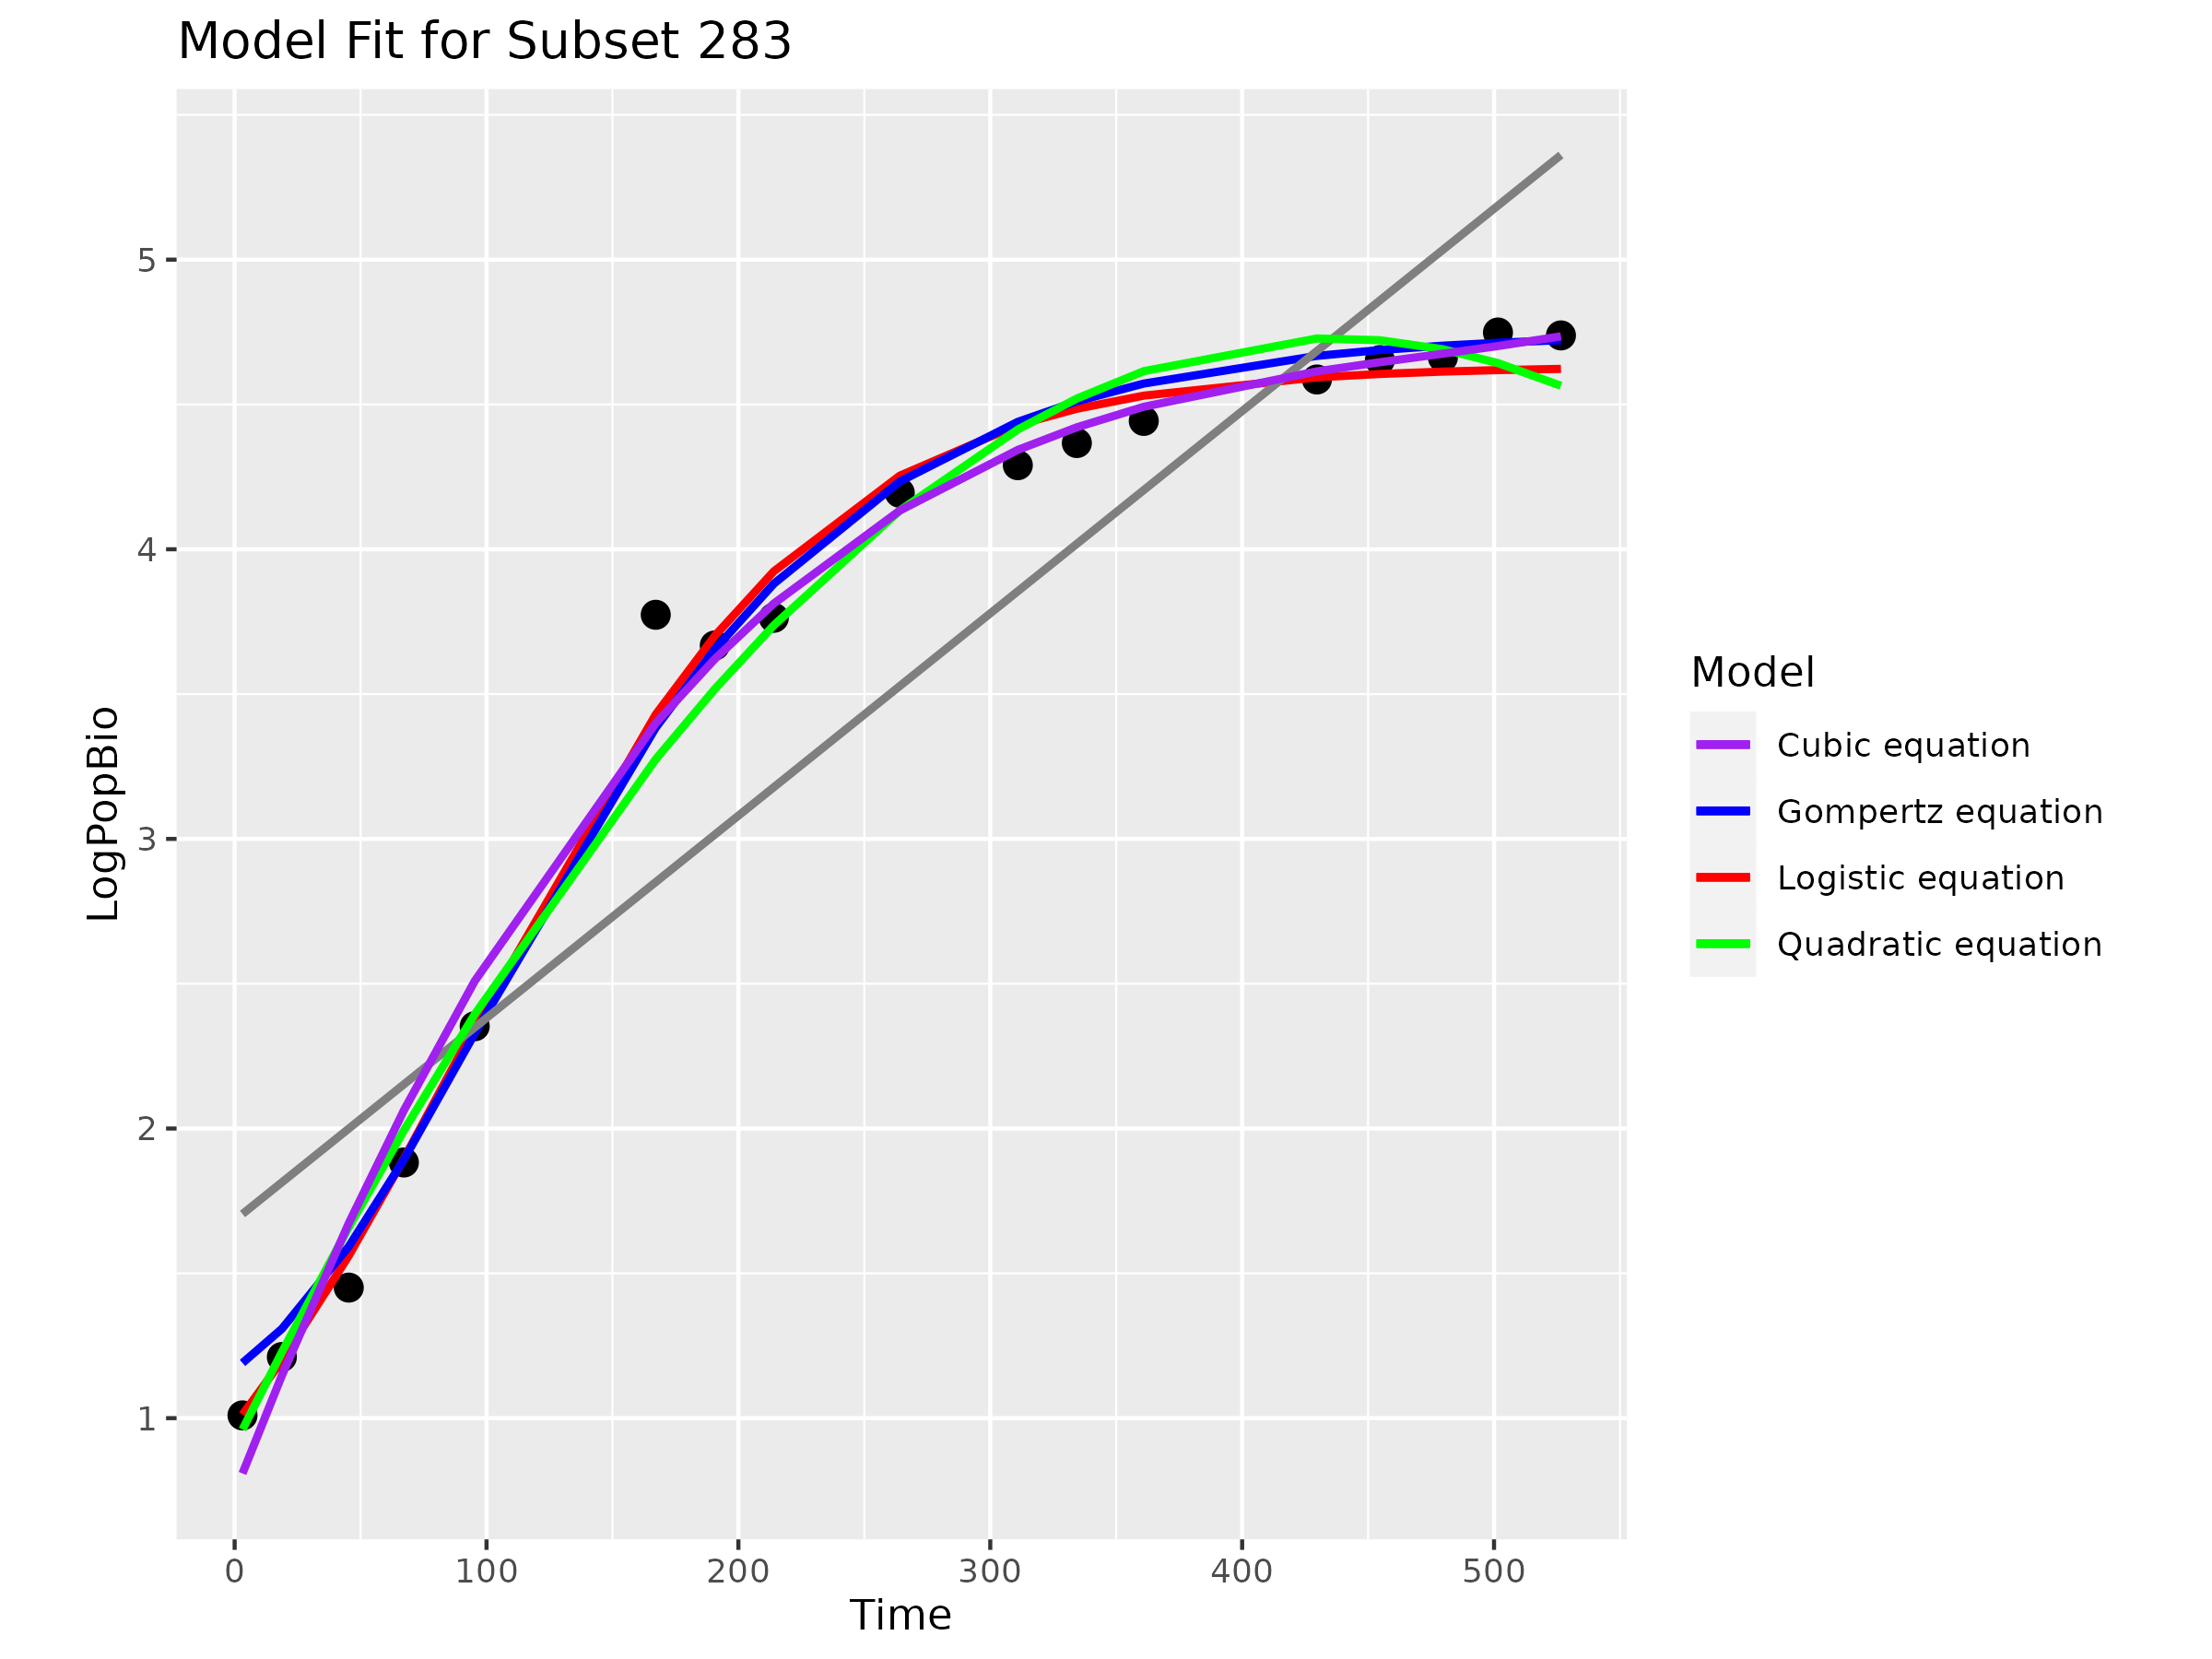 Model Fit for Subset 283
5
4
3
2
1
LogPopBio
0 100 200 300 400 500
Time
Model
Cubic equation
Gompertz equation
Logistic equation
Quadratic equation